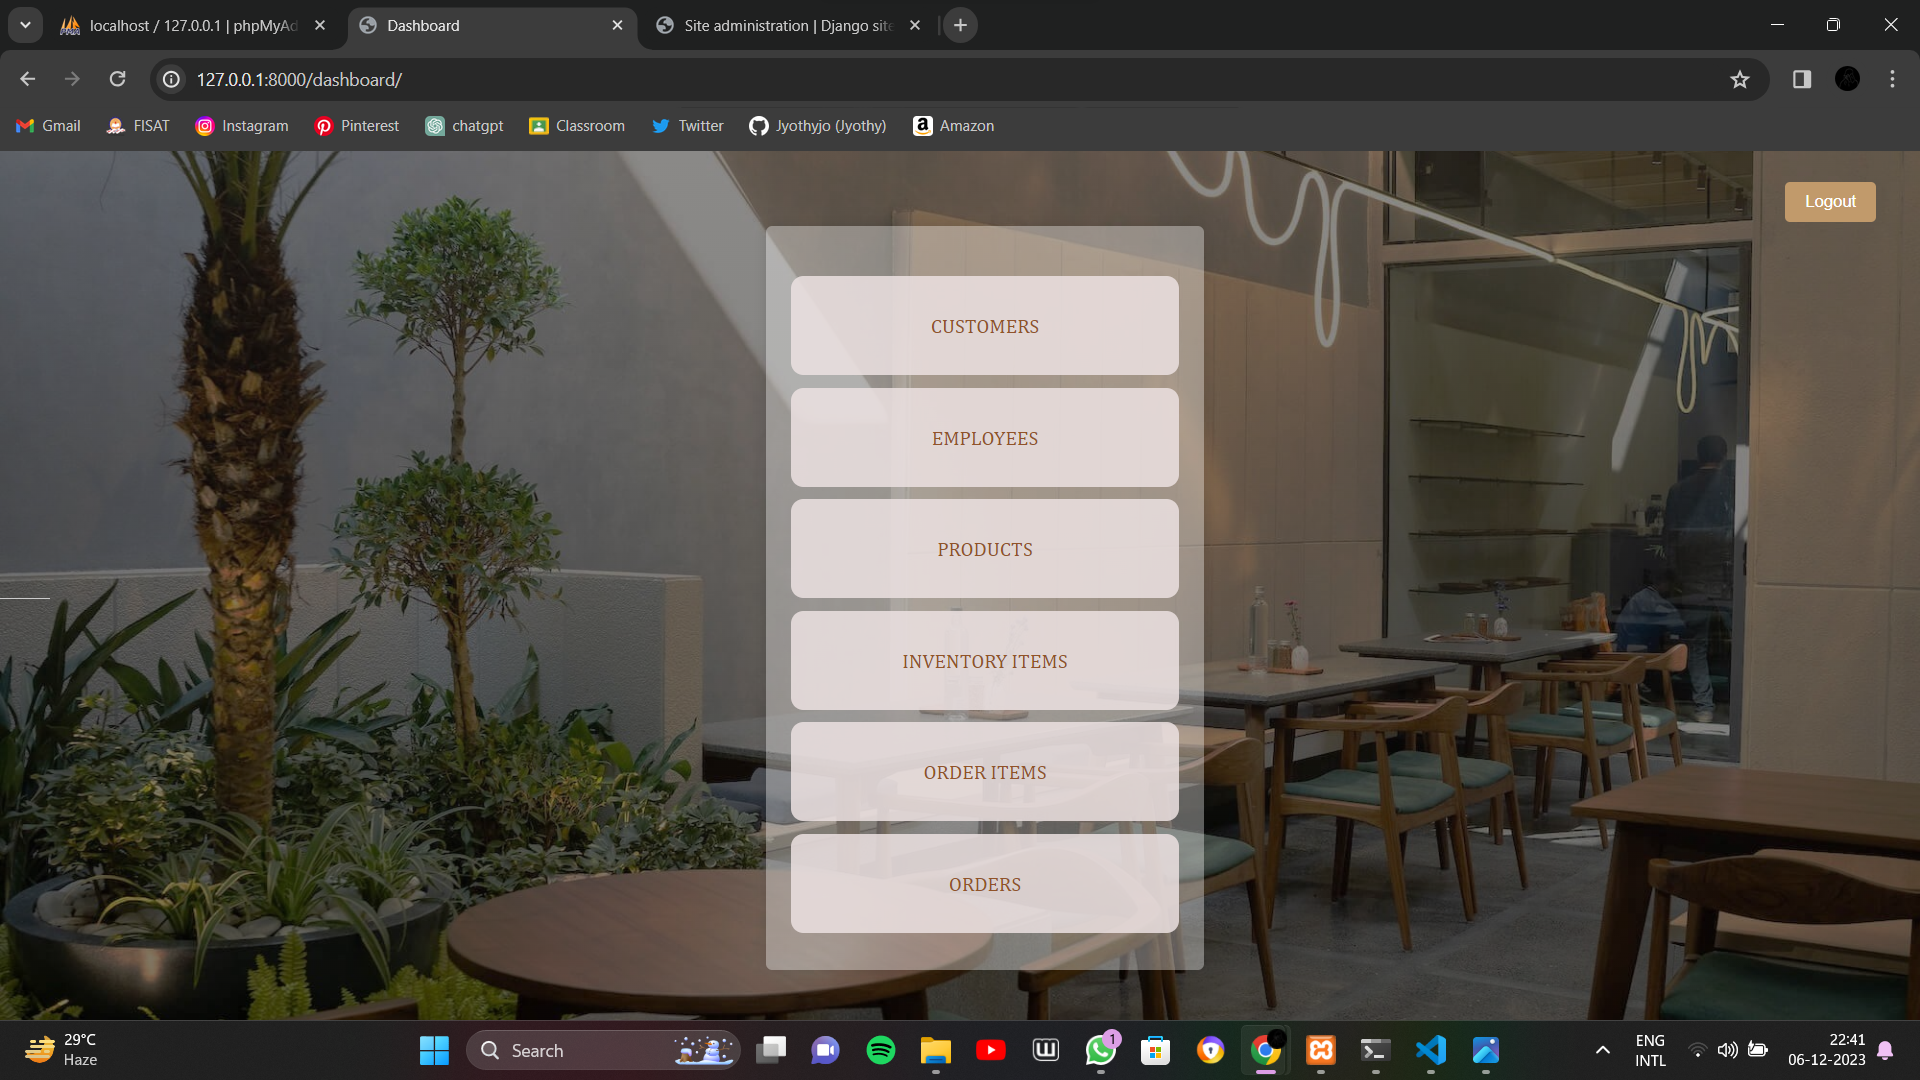 localhost / 127.0.0.1 | phpMyAd
Dashboard
Site administration | Django site
127.0.0.1:8000/dashboard/
Gmail
FISAT
Instagram
Pinterest
chatgpt
Classroom
Twitter
Jyothyjo (Jyothy)
Amazon
Logout
CUSTOMERS
EMPLOYEES
PRODUCTS
INVENTORY ITEMS
ORDER ITEMS
ORDERS
29°C
Haze
Search
1
ENG
INTL
22:41
06-12-2023